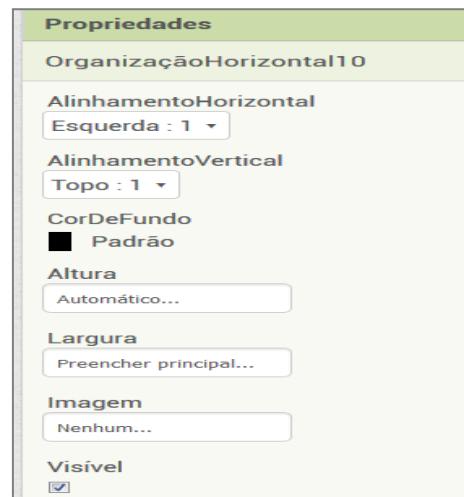 Propriedades
OrganizaçãoHorizontal10
AlinhamentoHorizontal
Esquerda : 1
AlinhamentoVertical
Topo : 1
CorDeFundo
Padrão
Altura
Automático...
Largura
Preencher principal...
Imagem
Nenhum...
Visível